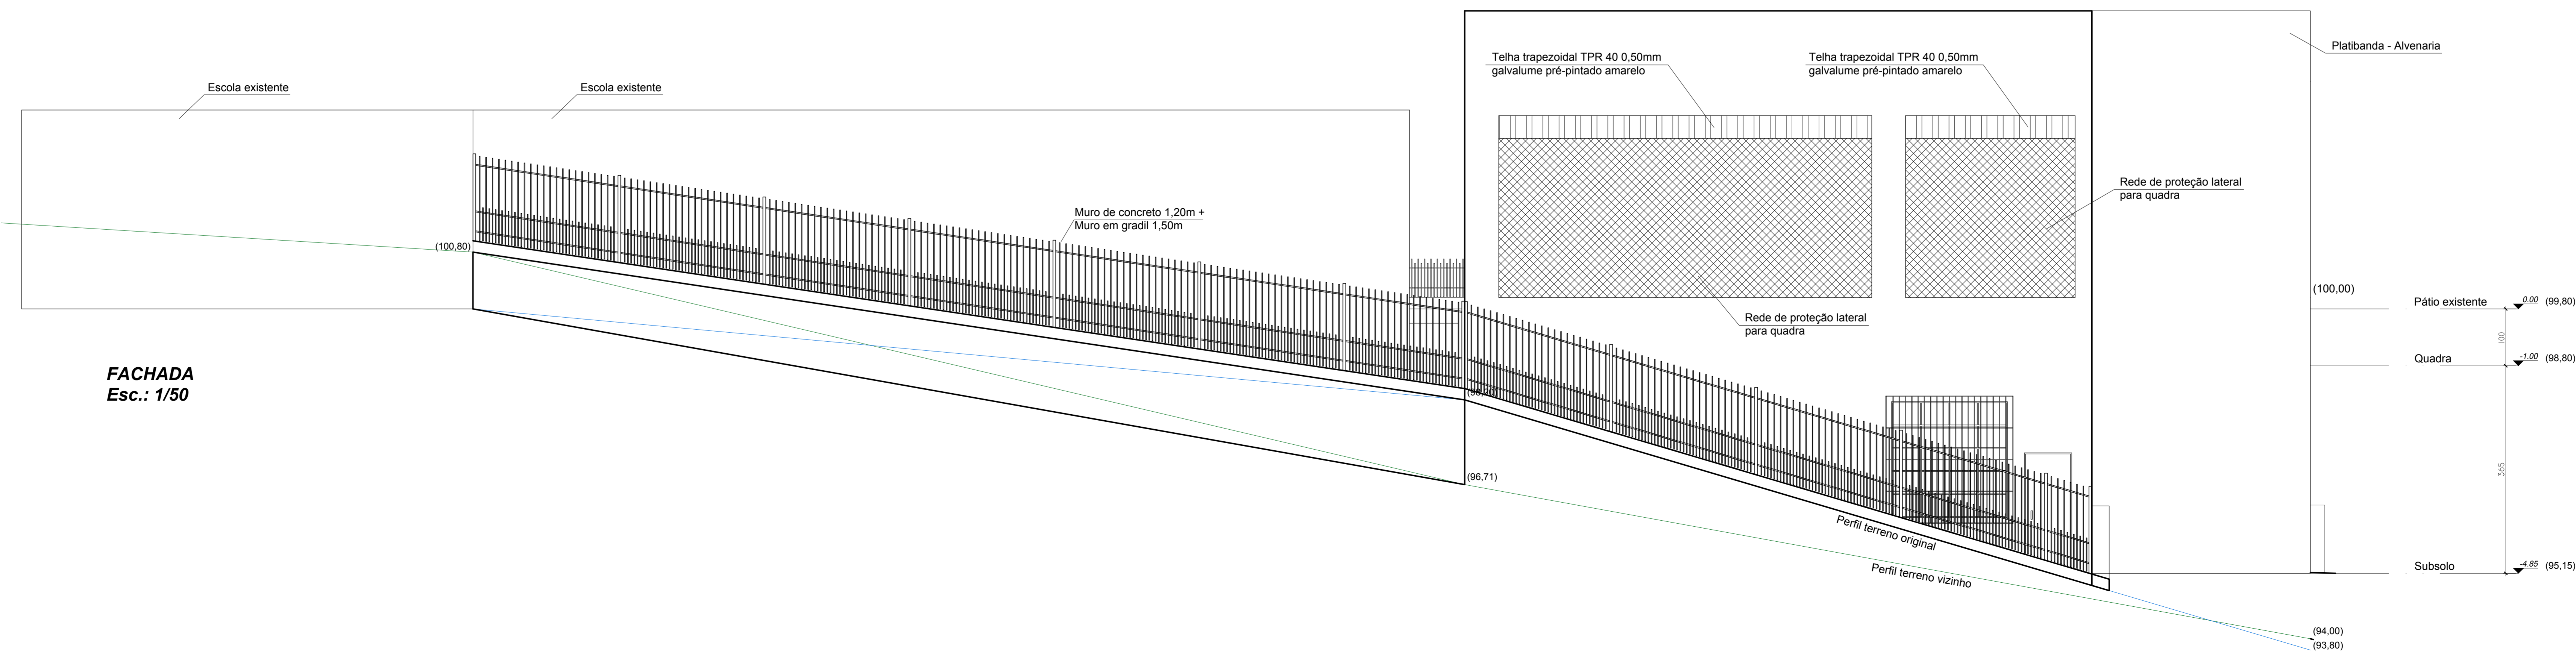 Telha trapezoidal TPR 40 0,50mm
galvalume pré-pintado amarelo
Telha trapezoidal TPR 40 0,50mm
galvalume pré-pintado amarelo
Platibanda - Alvenaria
Escola existente
Escola existente
Rede de proteção lateral
para quadra
Muro de concreto 1,20m +
Muro em gradil 1,50m
(100,80)
(100,00)
Pátio existente
0.00 (99,80)
Rede de proteção lateral
para quadra
100
Quadra
-1.00 (98,80)
FACHADA
Esc.: 1/50
(96,71)
365
Perfil terreno original
Perfil terreno vizinho
Subsolo
-4.85 (95,15)
(94,00)
(93,80)